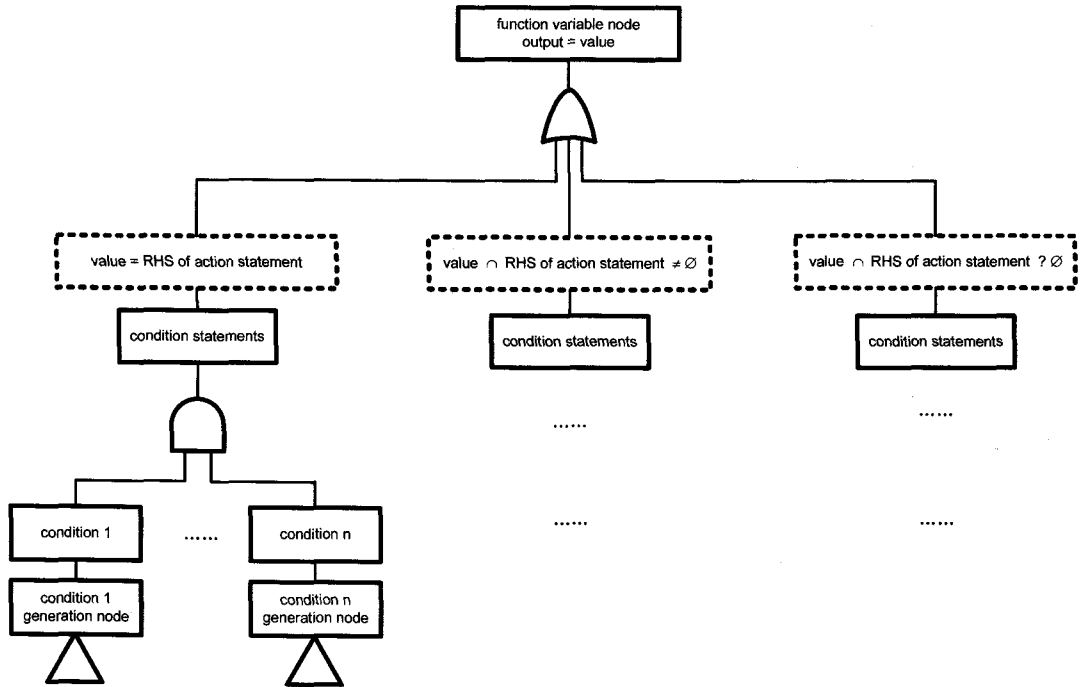 function variable node
output = value
value = RHS of action statement
value ∩ RHS of action statement ≠ ∅
value ∩ RHS of action statement ? ∅
condition statements
condition statements
condition statements
......
......
condition 1
......
condition n
......
......
condition 1
generation node
condition n
generation node